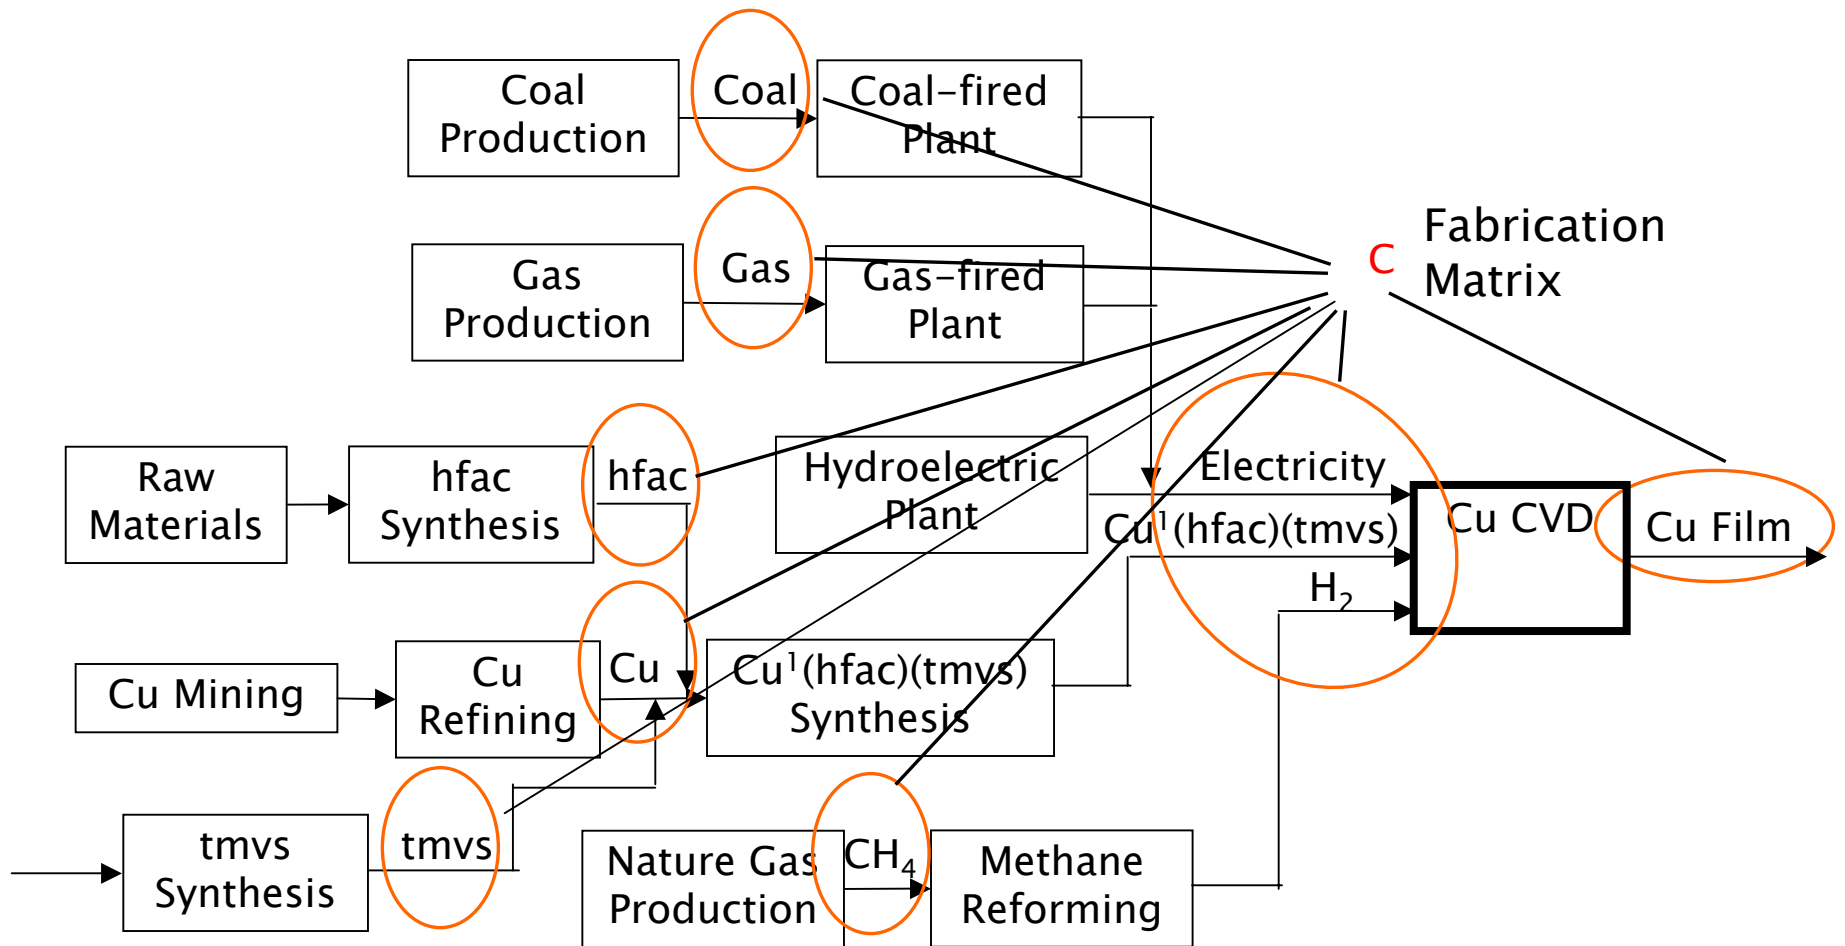 Coal
Production
Coal
Coal-fired
Plant
Fabrication
Matrix
C
Gas
Production
Gas
Gas-fired
Plant
Raw
Materials
hfac
Synthesis
hfac
Hydroelectric
Plant
Electricity
Cu¹(hfac)(tmvs)
H₂
Cu CVD
Cu Film
Cu Mining
Cu
Refining
Cu
Cu¹(hfac)(tmvs)
Synthesis
tmvs
Synthesis
tmvs
Nature Gas
Production
CH₄
Methane
Reforming